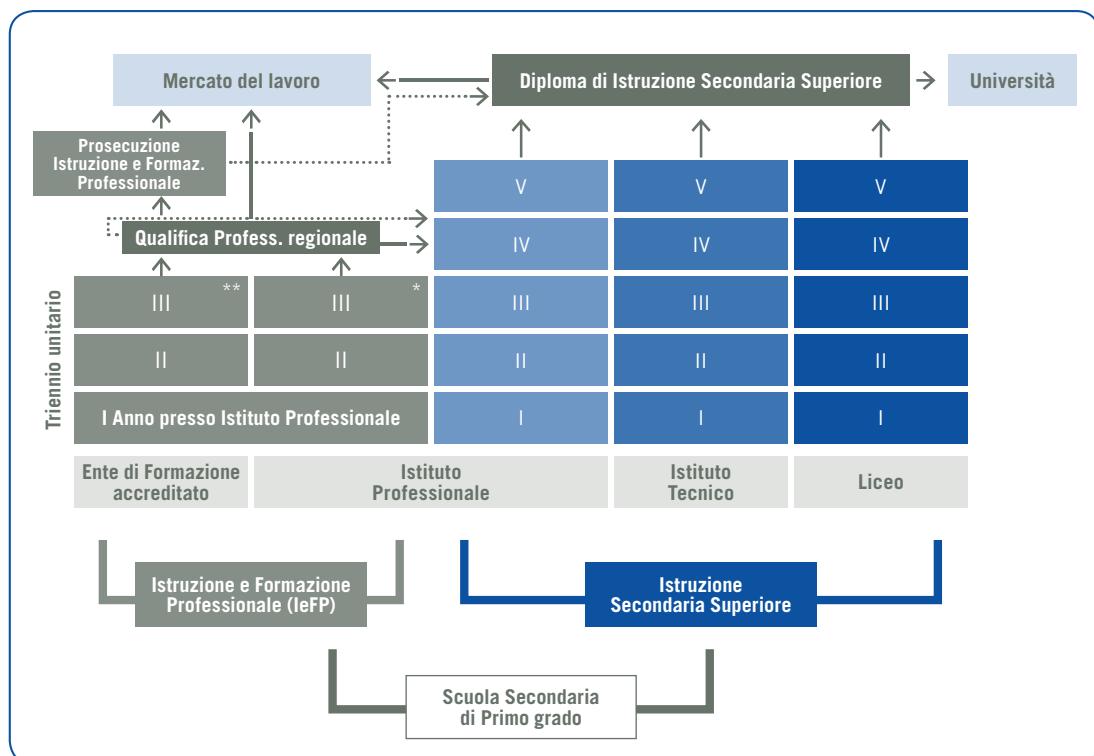 Mercato del lavoro
Diploma di Istruzione Secondaria Superiore
Università
Prosecuzione
Istruzione e Formaz.
Professionale
V
V
V
Qualifica Profess. regionale
IV
IV
IV
Triennio unitario
III **
III *
III
III
III
II
II
II
II
II
I Anno presso Istituto Professionale
I
I
I
Ente di Formazione
accreditato
Istituto
Professionale
Istituto
Tecnico
Liceo
Istruzione e Formazione
Professionale (IeFP)
Istruzione
Secondaria Superiore
Scuola Secondaria
di Primo grado